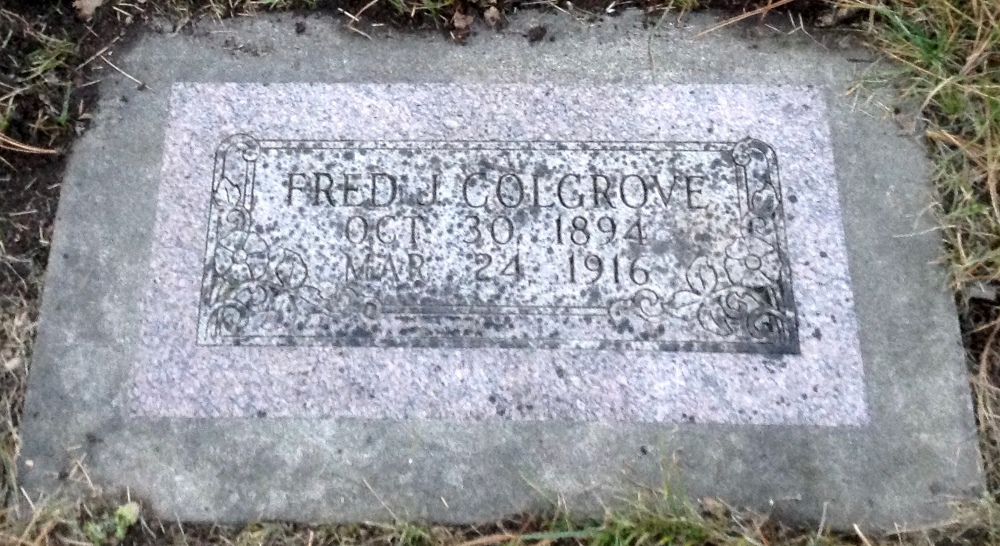 FRED J. COLGROVE
OCT 30 1894
MAR 24 1916